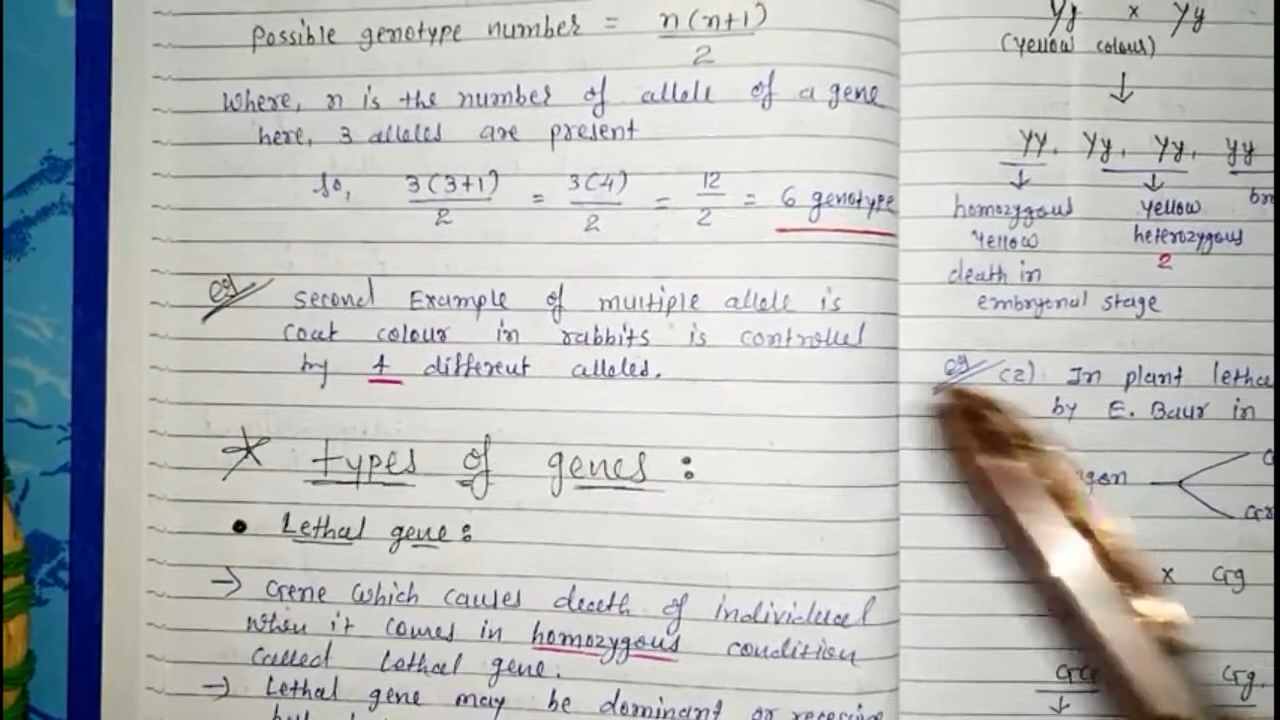 Possible genotype number = n(n+1)
2
Where, n is the number of allele of a gene
here, 3 alleles are present
So, 3(3+1) = 3(4) = 12 = 6 genotype
2 2 2
eg Second Example of multiple allele is
coat colour in rabbits is controlled
by 4 different alleles.
* types of genes :
• Lethal gene :
→ Gene which causes death of individual
when it comes in homozygous condition
called lethal gene.
→ Lethal gene may be dominant or recessive
Yy x Yy
(Yellow colour)
↓
YY, Yy, Yy, yy
↓ ↓
homozygous yellow
Yellow heterozygous
death in 2
embryonal stage
eg (2) In plant letha
by E. Baur in
x Gg
Gg,